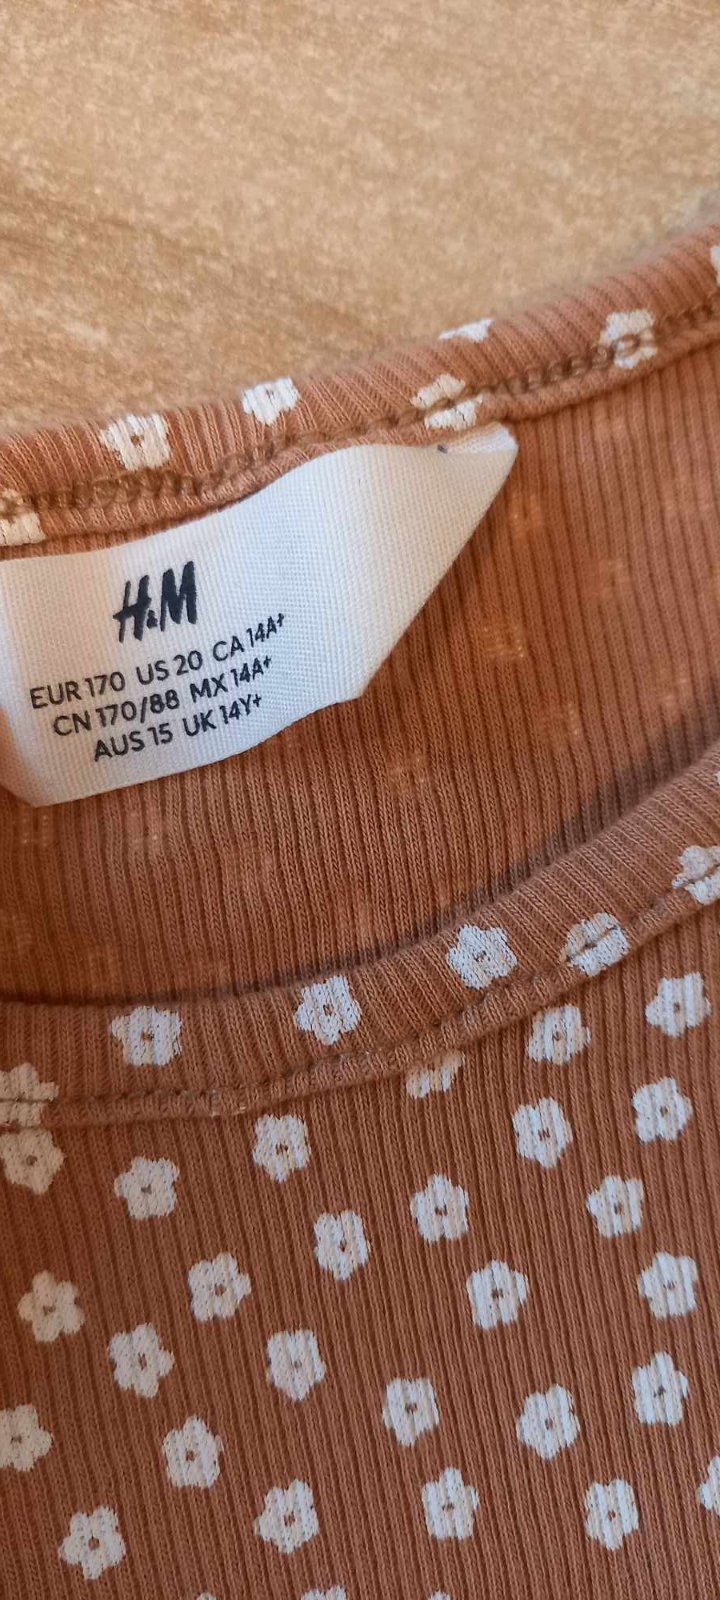 H&M
EUR 170 US 20 CA 14A+
CN 170/88 MX 14A+
AUS 15 UK 14Y+